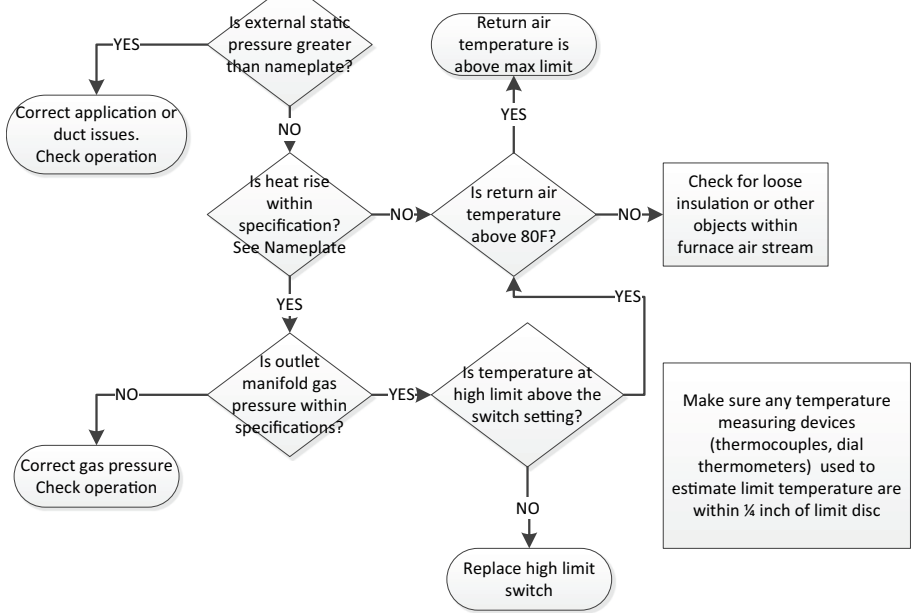 Is external static
pressure greater
than nameplate?
YES
Correct application or
duct issues.
Check operation
NO
Return air
temperature is
above max limit
YES
Is heat rise
within
specification?
See Nameplate
NO
Is return air
temperature
above 80F?
NO
Check for loose
insulation or other
objects within
furnace air stream
YES
YES
Is outlet
manifold gas
pressure within
specifications?
NO
Correct gas pressure
Check operation
YES
Is temperature at
high limit above the
switch setting?
NO
Replace high limit
switch
Make sure any temperature
measuring devices
(thermocouples, dial
thermometers) used to
estimate limit temperature are
within ¼ inch of limit disc